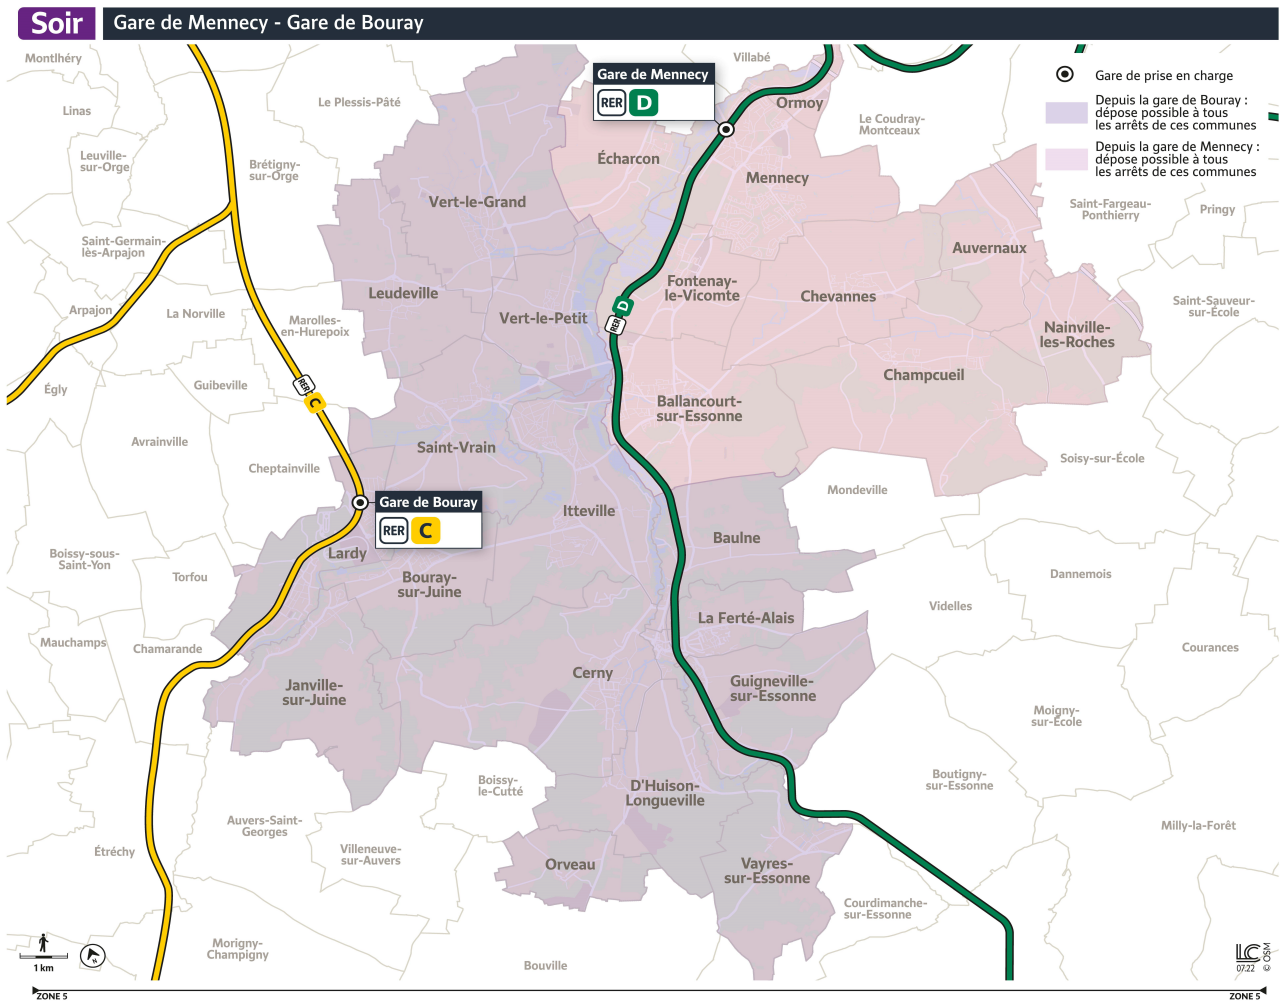 Soir
Gare de Mennecy - Gare de Bouray
Montlhéry
Villabé
Gare de Mennecy
RER D
Gare de prise en charge
Depuis la gare de Bouray :
dépose possible à tous
les arrêts de ces communes
Depuis la gare de Mennecy :
dépose possible à tous
les arrêts de ces communes
Linas
Le Plessis-Pâté
Ormoy
Le Coudray-
Montceaux
Leuville-
sur-Orge
Brétigny-
sur-Orge
Écharcon
Mennecy
Vert-le-Grand
Saint-Fargeau-
Ponthierry
Pringy
Saint-Germain-
lès-Arpajon
Auvernaux
Leudeville
Fontenay-
le-Vicomte
Chevannes
Arpajon
La Norville
Marolles-
en-Hurepoix
Vert-le-Petit
RER D
Saint-Sauveur-
sur-École
Nainville-
les-Roches
Égly
Guibeville
RER C
Champcueil
Ballancourt-
sur-Essonne
Avrainville
Saint-Vrain
Cheptainville
Soisy-sur-École
Mondeville
Gare de Bouray
RER C
Itteville
Baulne
Lardy
Boissy-sous-
Saint-Yon
Torfou
Bouray-
sur-Juine
Dannemois
Videlles
La Ferté-Alais
Mauchamps
Chamarande
Courances
Cerny
Janville-
sur-Juine
Guigneville-
sur-Essonne
Moigny-
sur-École
Boissy-
le-Cutté
D'Huison-
Longueville
Boutigny-
sur-Essonne
Auvers-Saint-
Georges
Milly-la-Forêt
Étréchy
Villeneuve-
sur-Auvers
Orveau
Vayres-
sur-Essonne
Courdimanche-
sur-Essonne
Morigny-
Champigny
Bouville
1 km
N
LC
07.22
© OSM
ZONE 5
ZONE 5